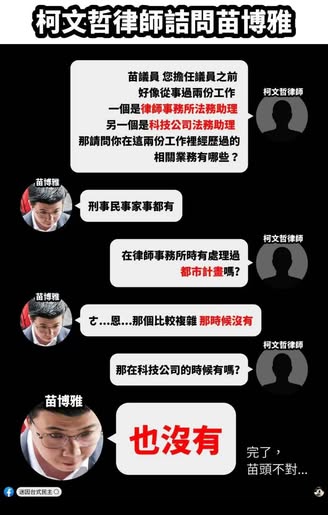 柯文哲律師詰問苗博雅
苗議員 您擔任議員之前
好像從事過兩份工作
一個是律師事務所法務助理
另一個是科技公司法務助理
那請問你在這兩份工作裡經歷過的
相關業務有哪些？
柯文哲律師
苗博雅
刑事民事家事都有
柯文哲律師
在律師事務所時有處理過
都市計畫嗎?
苗博雅
ㄜ...恩...那個比較複雜 那時候沒有
柯文哲律師
那在科技公司的時候有嗎?
苗博雅
也沒有
完了，
苗頭不對...
迷因台式民主